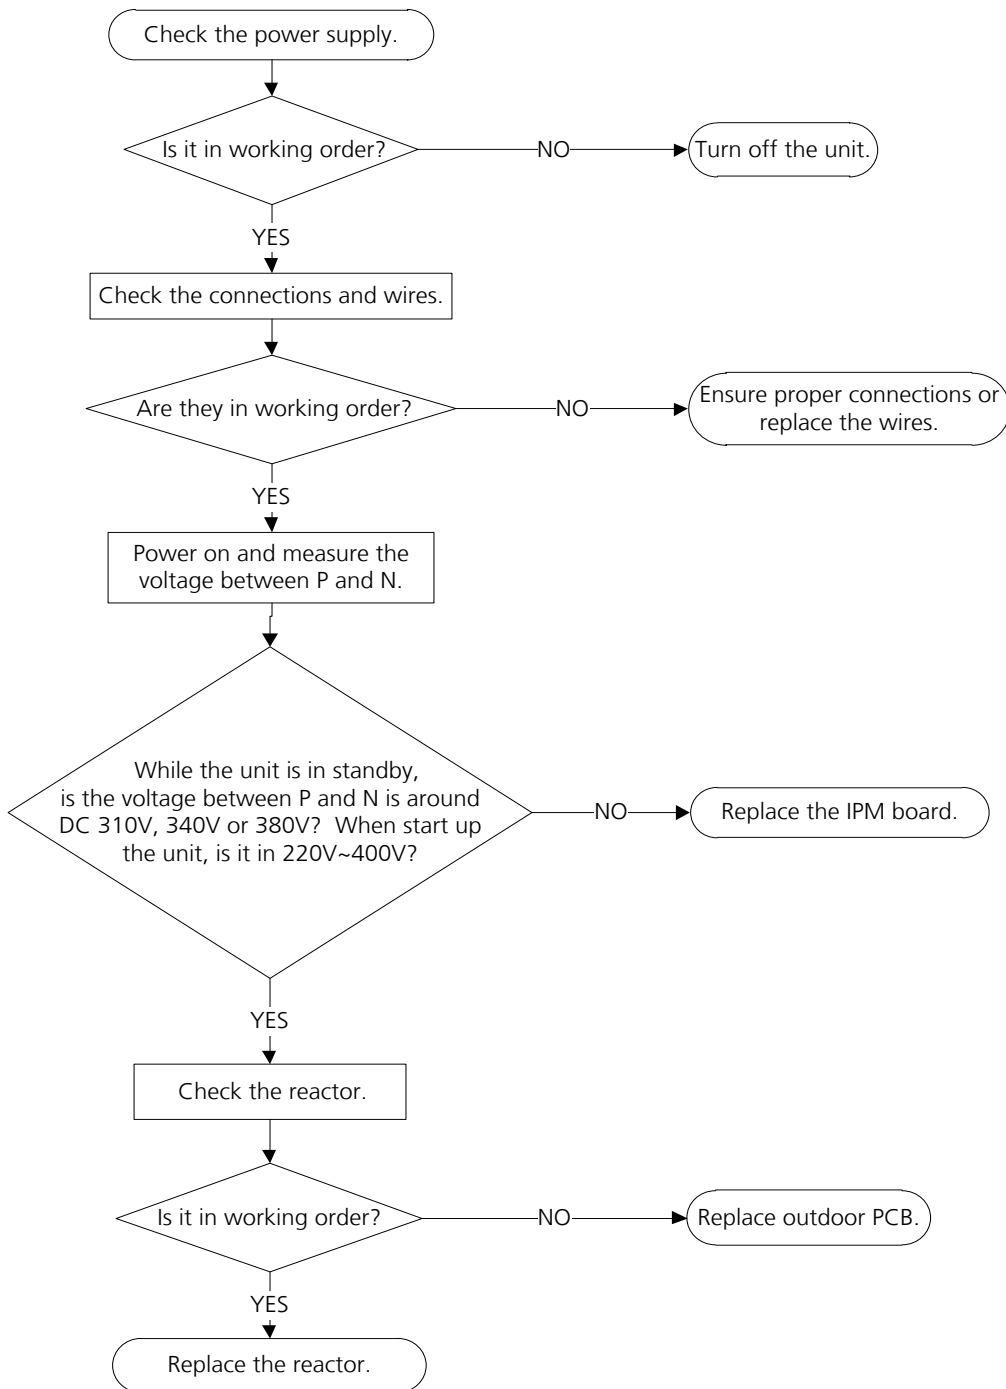 Check the power supply.
Is it in working order?
NO
Turn off the unit.
YES
Check the connections and wires.
Are they in working order?
NO
Ensure proper connections or
replace the wires.
YES
Power on and measure the
voltage between P and N.
While the unit is in standby,
is the voltage between P and N is around
DC 310V, 340V or 380V? When start up
the unit, is it in 220V~400V?
NO
Replace the IPM board.
YES
Check the reactor.
Is it in working order?
NO
Replace outdoor PCB.
YES
Replace the reactor.